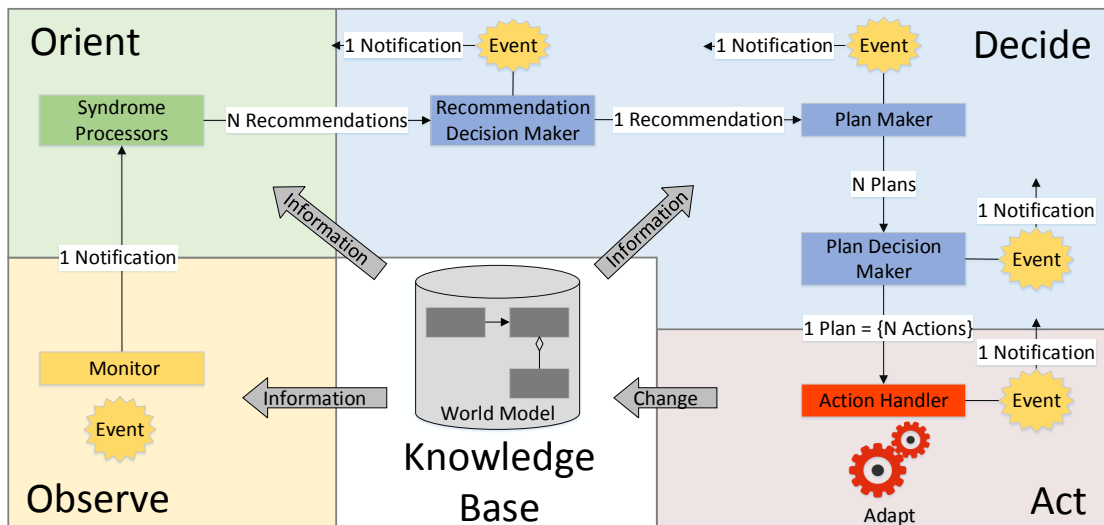 Orient
1 Notification
Event
1 Notification
Event
Decide
Syndrome
Processors
N Recommendations
Recommendation
Decision Maker
1 Recommendation
Plan Maker
Information
Information
N Plans
1 Notification
1 Notification
Plan Decision
Maker
Event
1 Plan = {N Actions}
1 Notification
Monitor
Information
World Model
Change
Action Handler
Event
Event
Knowledge
Base
Observe
Adapt
Act